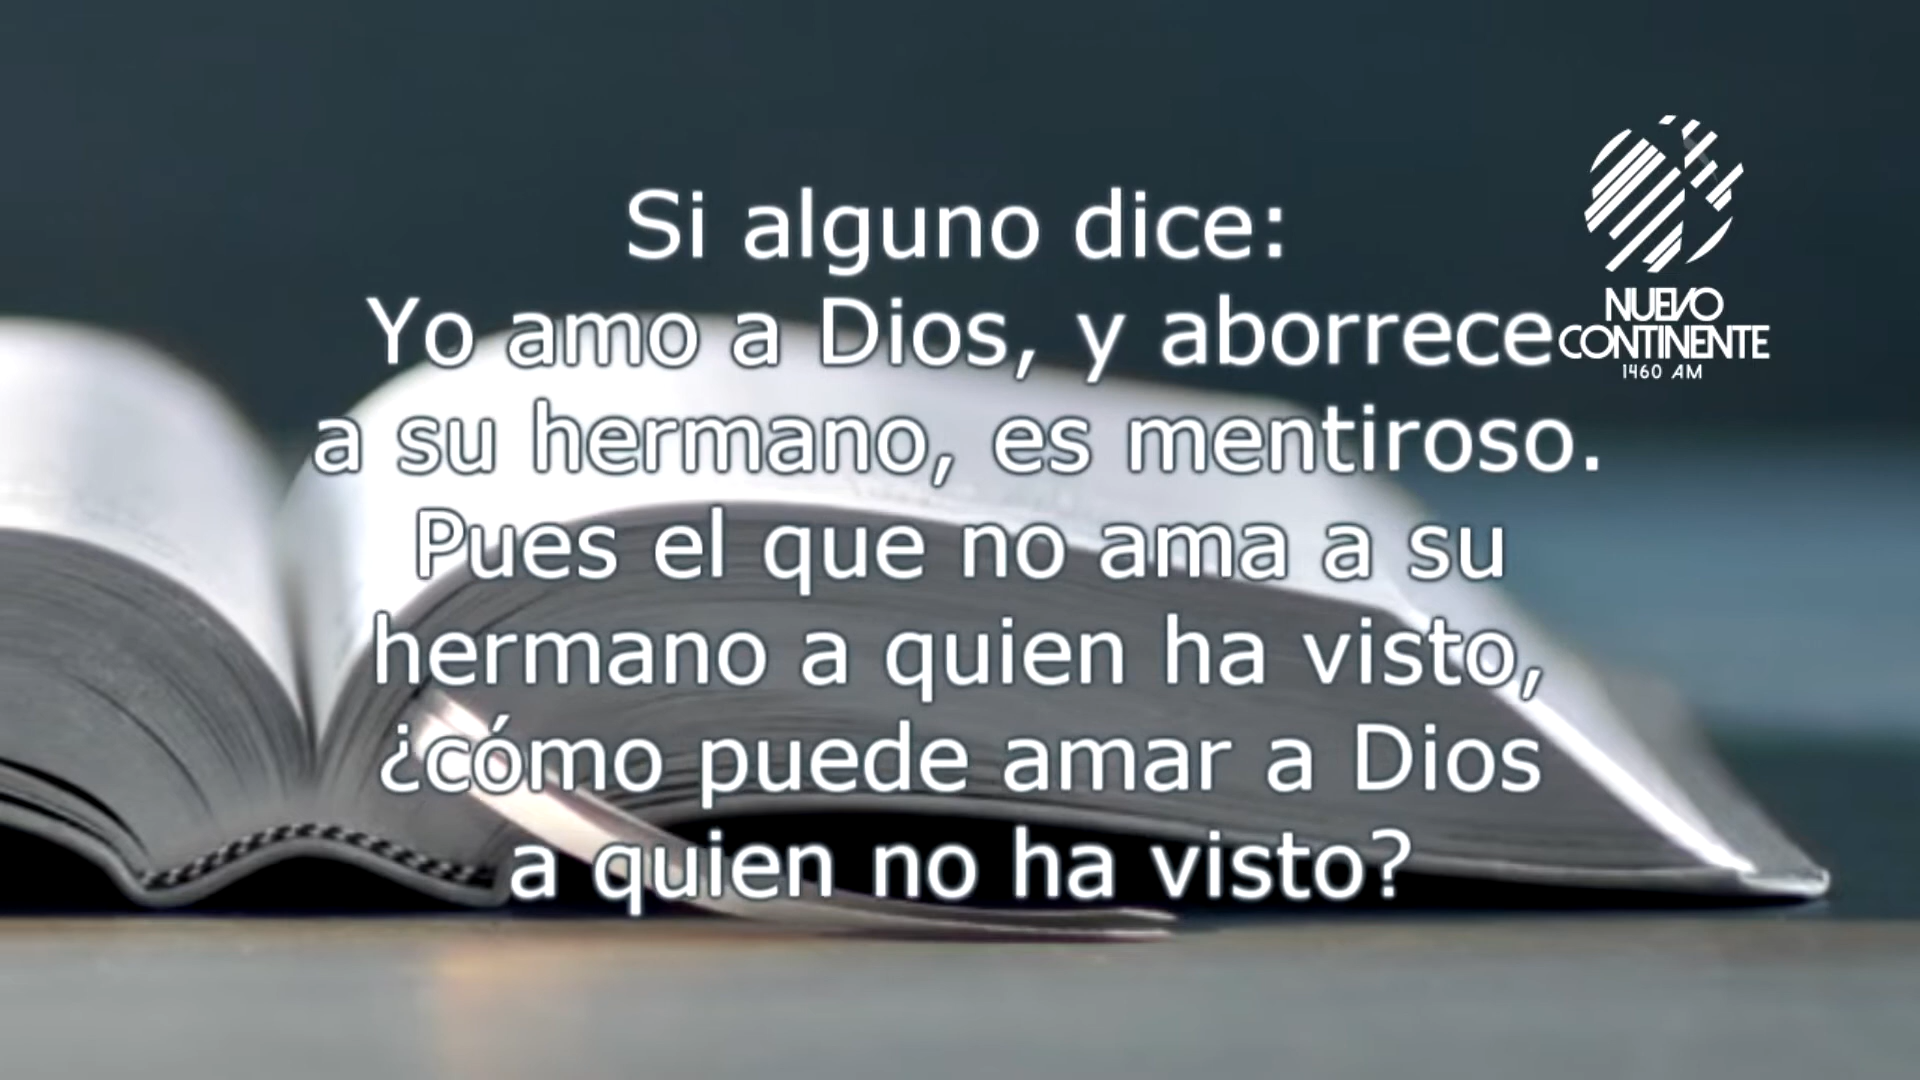 Si alguno dice:
Yo amo a Dios, y aborrece
a su hermano, es mentiroso.
Pues el que no ama a su
hermano a quien ha visto,
¿cómo puede amar a Dios
a quien no ha visto?
NUEVO
CONTINENTE
1460 AM